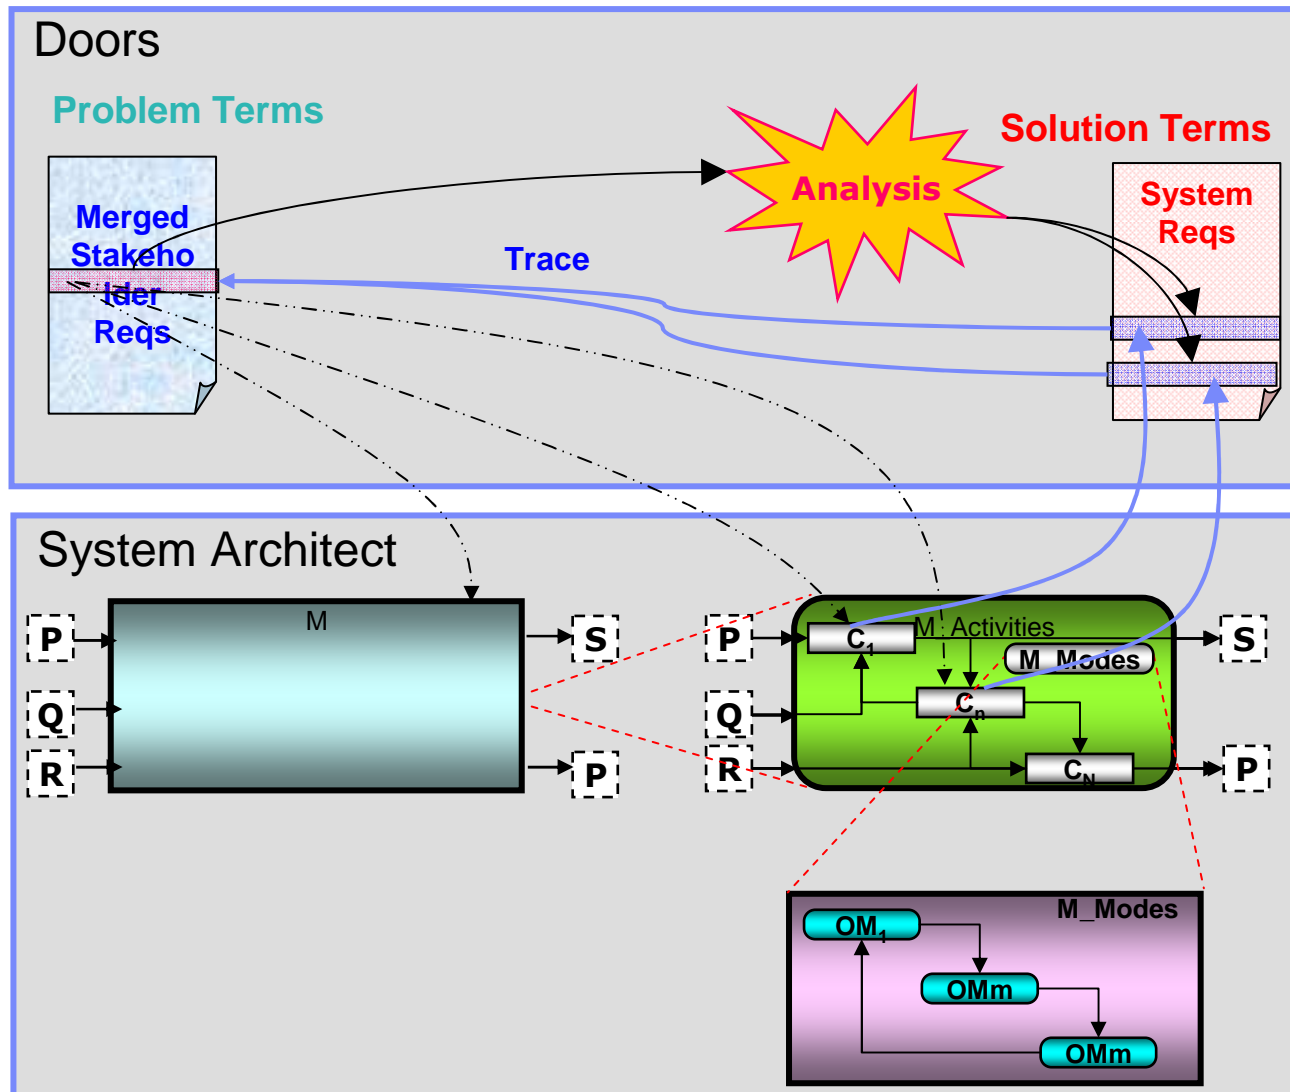 Doors
Problem Terms
Solution Terms
Analysis
Merged
Stakeho
lder
Reqs
Trace
System
Reqs
System Architect
M
P
Q
R
S
P
P
Q
R
C1
M_Activities
M_Modes
Cn
CN
S
P
M_Modes
OM1
OMm
OMm